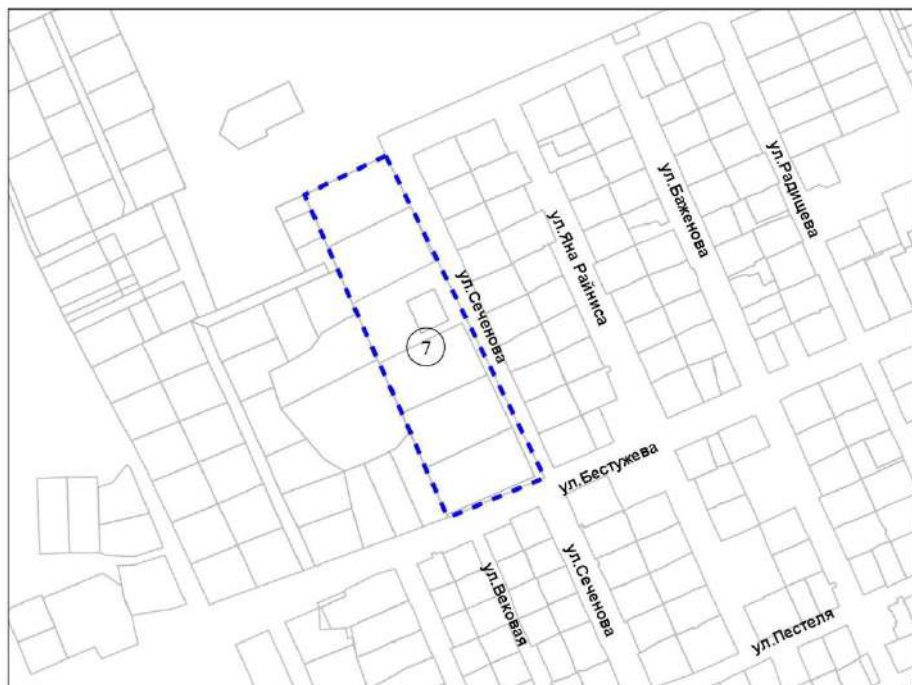 ул.Радищева
ул.Баженова
ул.Яна Райниса
ул.Сеченова
7
ул.Бестужева
ул.Вековая
ул.Сеченова
ул.Пестеля